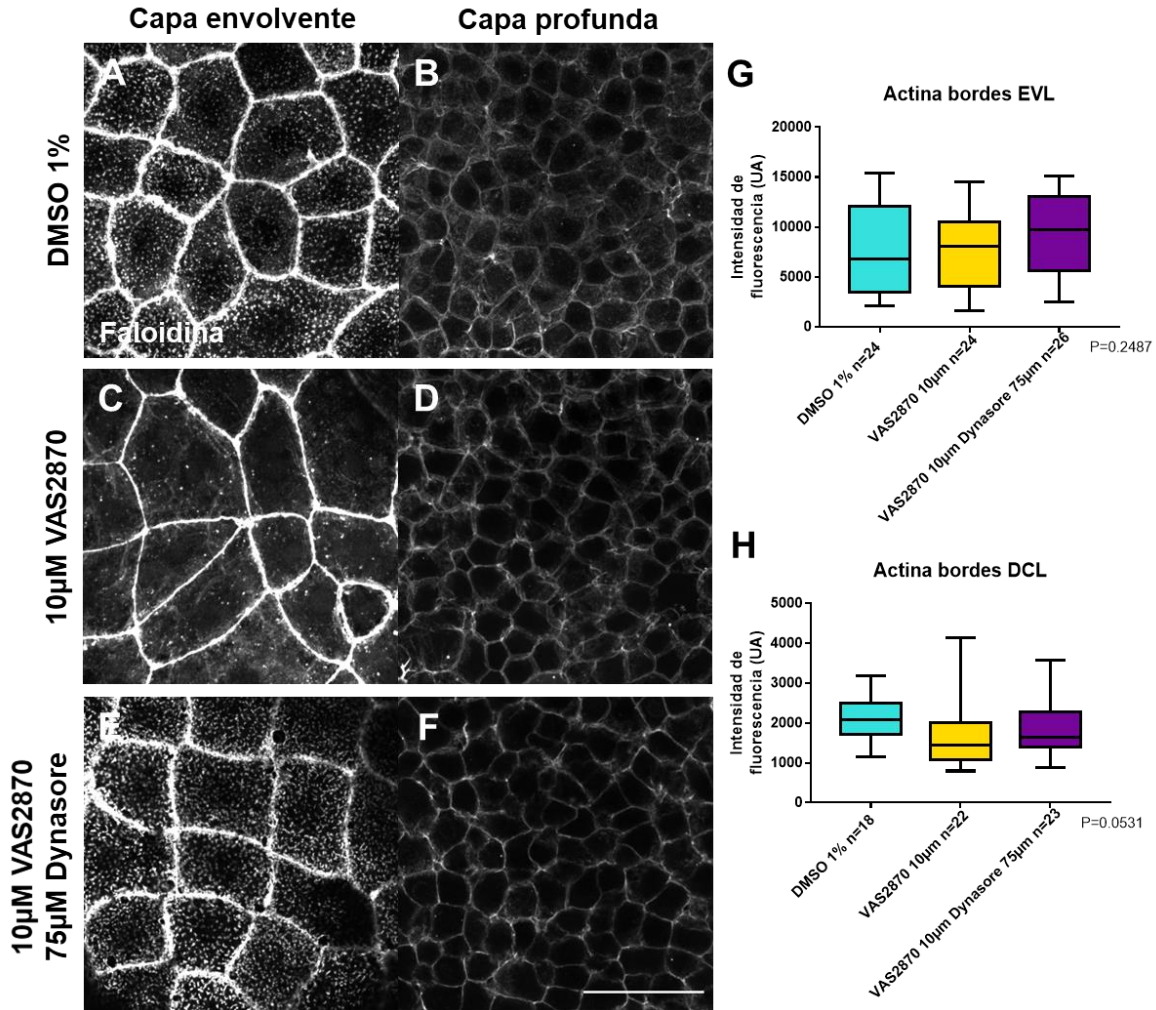 Capa envolvente
Capa profunda
DMSO 1%
A
Faloidina
B
10µM VAS2870
C
D
10µM VAS2870
75µM Dynasore
E
F
G
Actina bordes EVL
Intensidad de
fluorescencia (UA)
20000
15000
10000
5000
0
DMSO 1% n=24
VAS2870 10µm n=24
VAS2870 10µm Dynasore 75µm n=26
P=0.2487
H
Actina bordes DCL
Intensidad de
fluorescencia (UA)
5000
4000
3000
2000
1000
0
DMSO 1% n=18
VAS2870 10µm n=22
VAS2870 10µm Dynasore 75µm n=23
P=0.0531